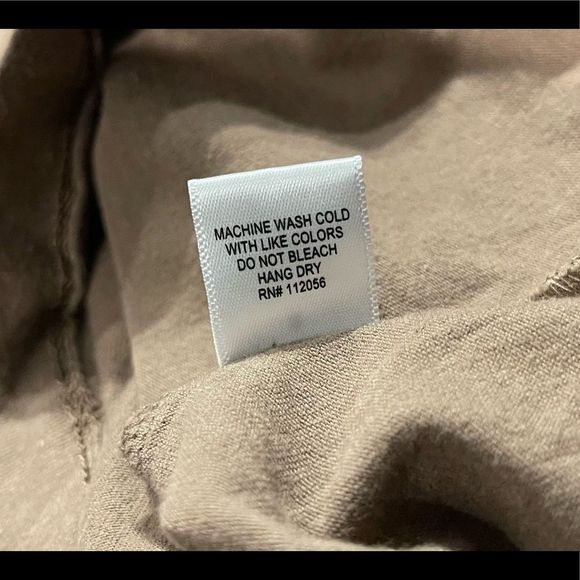 MACHINE WASH COLD
WITH LIKE COLORS
DO NOT BLEACH
HANG DRY
RN# 112056